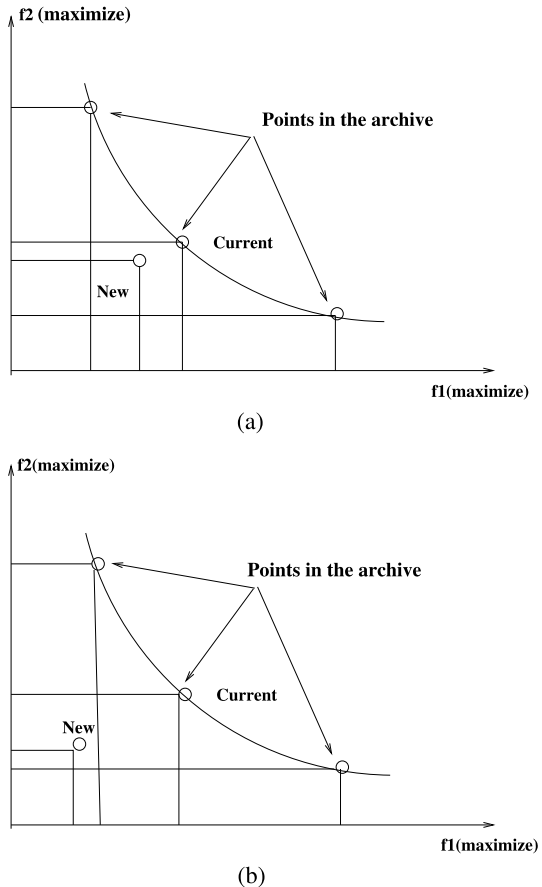 f2 (maximize)
Points in the archive
Current
New
f1(maximize)
(a)
f2(maximize)
Points in the archive
Current
New
f1(maximize)
(b)